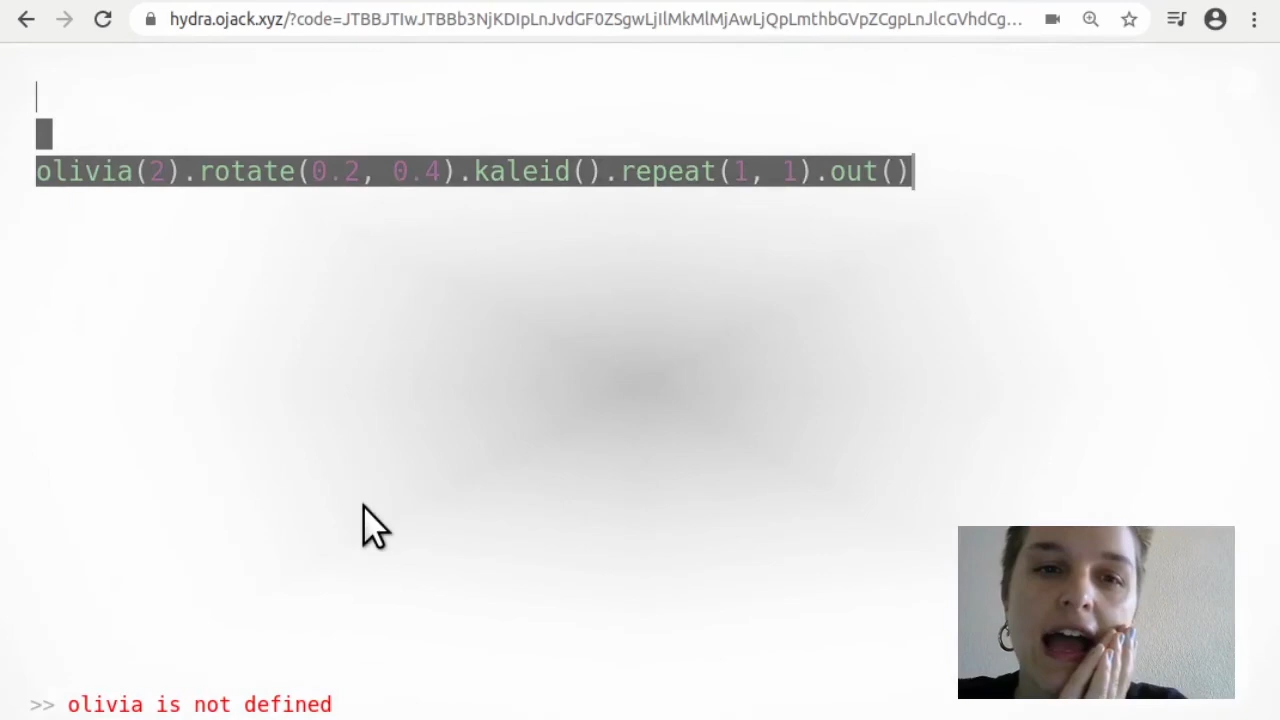 hydra.ojack.xyz/?code=JTBBJTIwJTBBb3NjKDIpLnJvdGF0ZSgwLjIlMkMlMjAwLjQpLmthbGVpZCgpLnJlcGVhdCg...
olivia(2).rotate(0.2, 0.4).kaleid().repeat(1, 1).out()
>> olivia is not defined